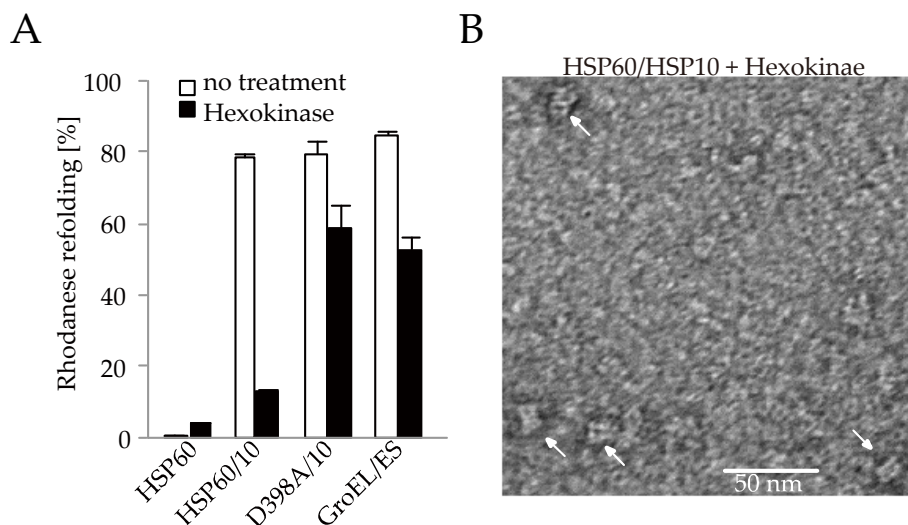 A
100
80
60
40
20
0
Rhodanese refolding [%]
no treatment
Hexokinase
HSP60
HSP60/10
D398A/10
GroEL/ES
B
HSP60/HSP10 + Hexokinae
50 nm